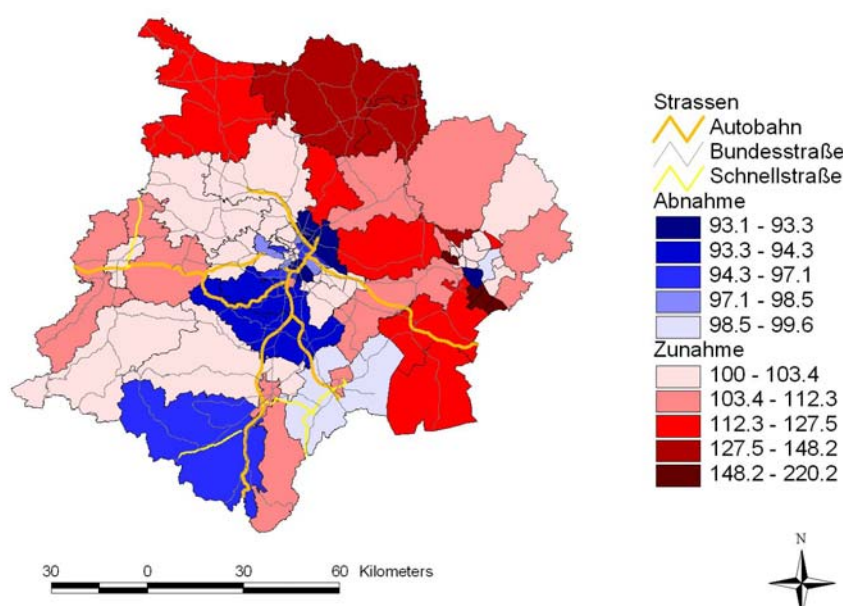 Strassen
Autobahn
Bundesstraße
Schnellstraße
Abnahme
93.1 - 93.3
93.3 - 94.3
94.3 - 97.1
97.1 - 98.5
98.5 - 99.6
Zunahme
100 - 103.4
103.4 - 112.3
112.3 - 127.5
127.5 - 148.2
148.2 - 220.2
30 0 30 60 Kilometers
N